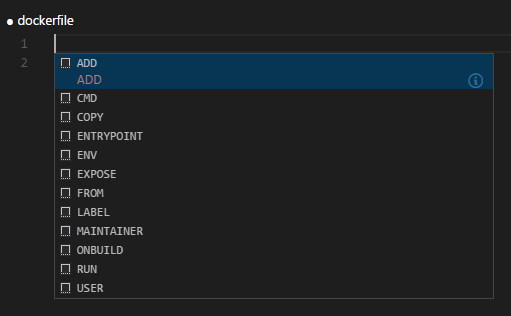 dockerfile
1
2
ADD
ADD
CMD
COPY
ENTRYPOINT
ENV
EXPOSE
FROM
LABEL
MAINTAINER
ONBUILD
RUN
USER